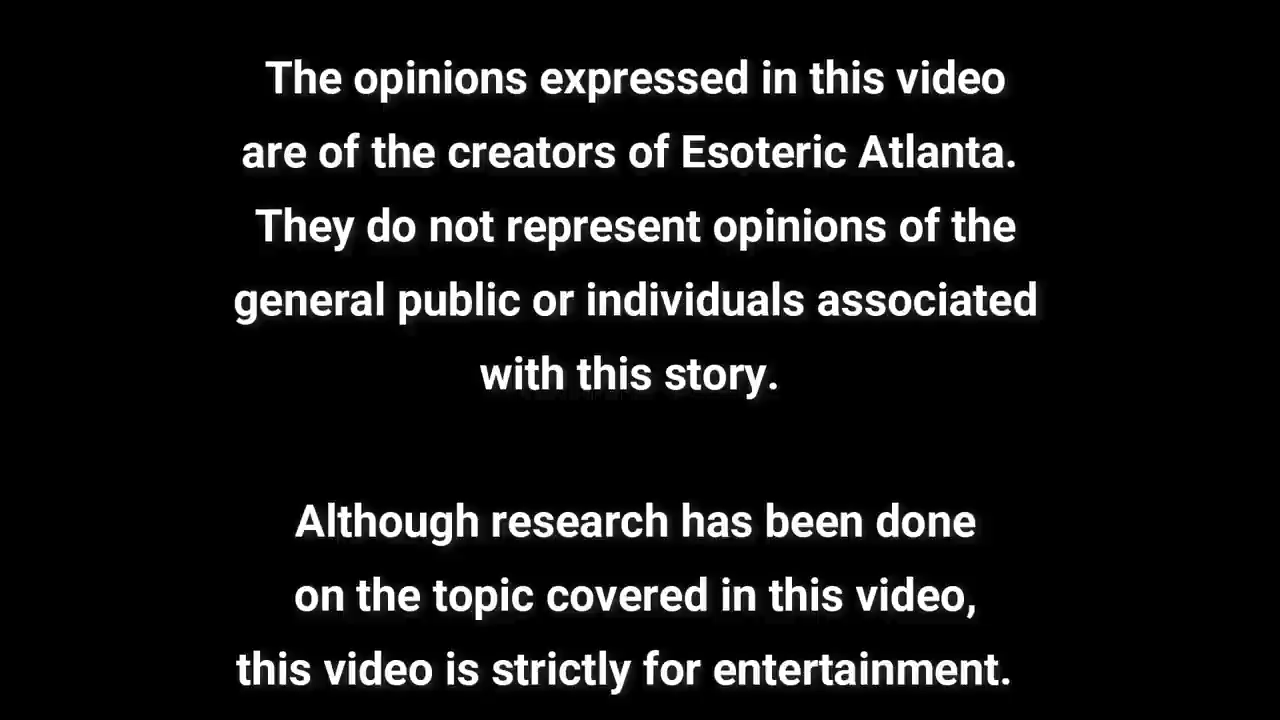 The opinions expressed in this video
are of the creators of Esoteric Atlanta.
They do not represent opinions of the
general public or individuals associated
with this story.
Although research has been done
on the topic covered in this video,
this video is strictly for entertainment.